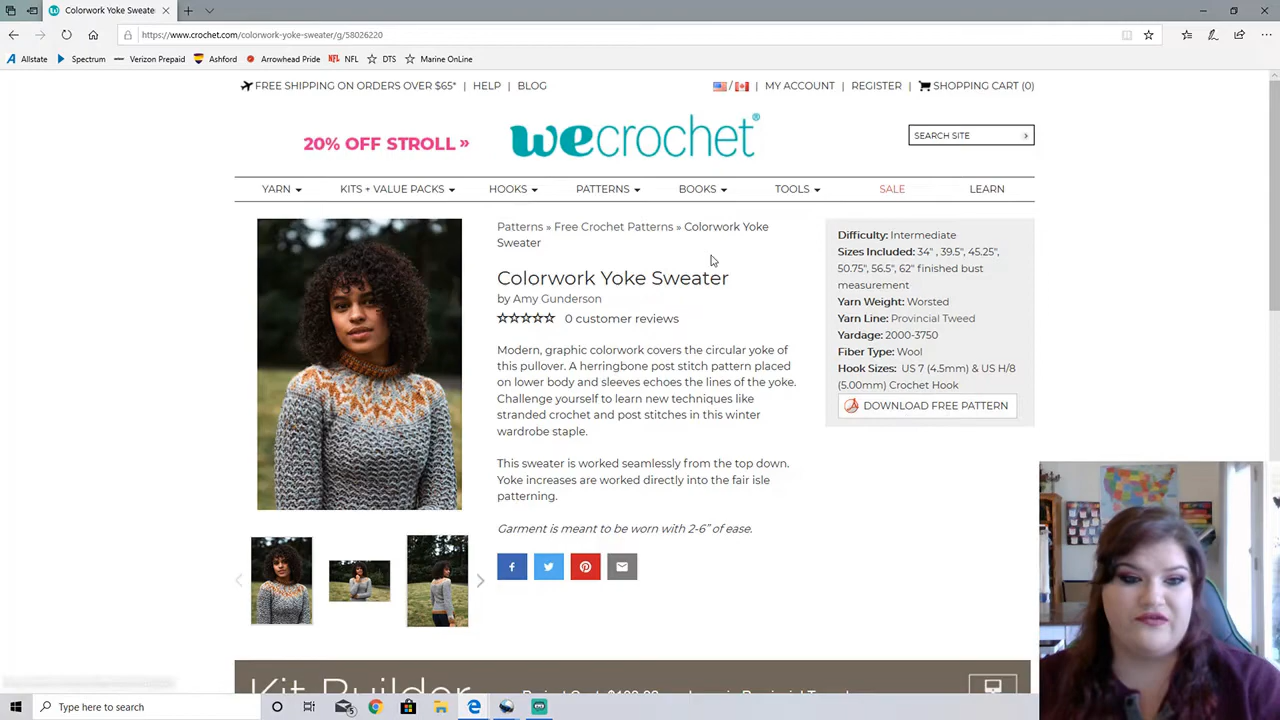 Colorwork Yoke Sweate
https://www.crochet.com/colorwork-yoke-sweater/g/58026220
Allstate
Spectrum
Verizon Prepaid
Ashford
Arrowhead Pride
NFL
DTS
Marine OnLine
FREE SHIPPING ON ORDERS OVER $65* | HELP | BLOG
/ | MY ACCOUNT | REGISTER | SHOPPING CART (0)
20% OFF STROLL »
wecrochet®
SEARCH SITE
YARN
KITS + VALUE PACKS
HOOKS
PATTERNS
BOOKS
TOOLS
SALE
LEARN
Patterns » Free Crochet Patterns » Colorwork Yoke
Sweater
Colorwork Yoke Sweater
by Amy Gunderson
0 customer reviews
Modern, graphic colorwork covers the circular yoke of
this pullover. A herringbone post stitch pattern placed
on lower body and sleeves echoes the lines of the yoke.
Challenge yourself to learn new techniques like
stranded crochet and post stitches in this winter
wardrobe staple.
This sweater is worked seamlessly from the top down.
Yoke increases are worked directly into the fair isle
patterning.
Garment is meant to be worn with 2-6" of ease.
Difficulty: Intermediate
Sizes Included: 34" , 39.5", 45.25",
50.75", 56.5", 62" finished bust
measurement
Yarn Weight: Worsted
Yarn Line: Provincial Tweed
Yardage: 2000-3750
Fiber Type: Wool
Hook Sizes: US 7 (4.5mm) & US H/8
(5.00mm) Crochet Hook
DOWNLOAD FREE PATTERN
Kit Builder
Type here to search